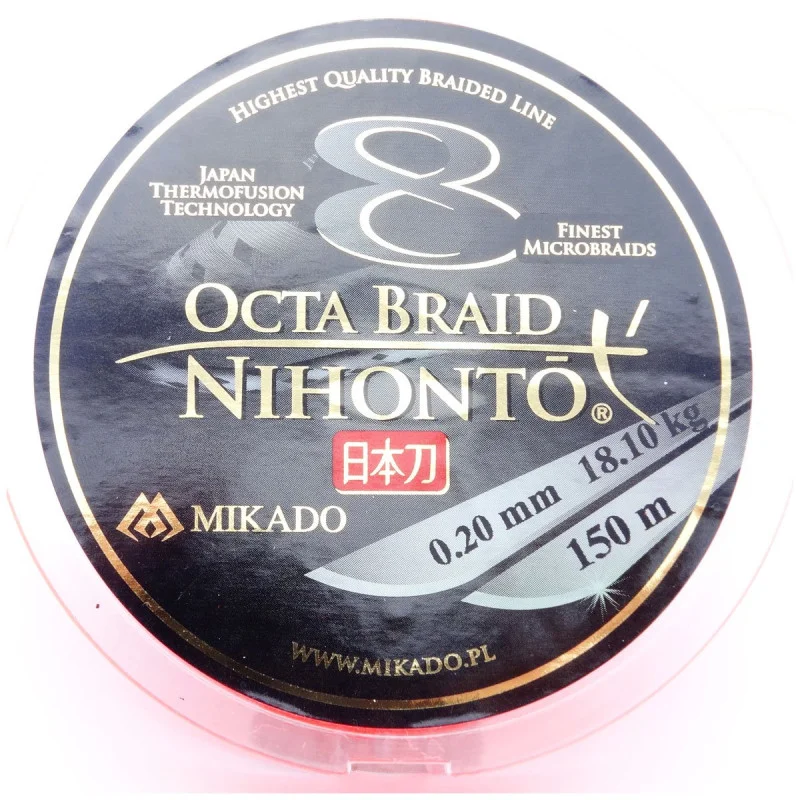 HIGHEST QUALITY BRAIDED LINE
8
JAPAN
THERMOFUSION
TECHNOLOGY
FINEST
MICROBRAIDS
OCTA BRAID
NIHONTŌ®
日本刀
MIKADO
0.20 mm 18.10 kg
150 m
WWW.MIKADO.PL